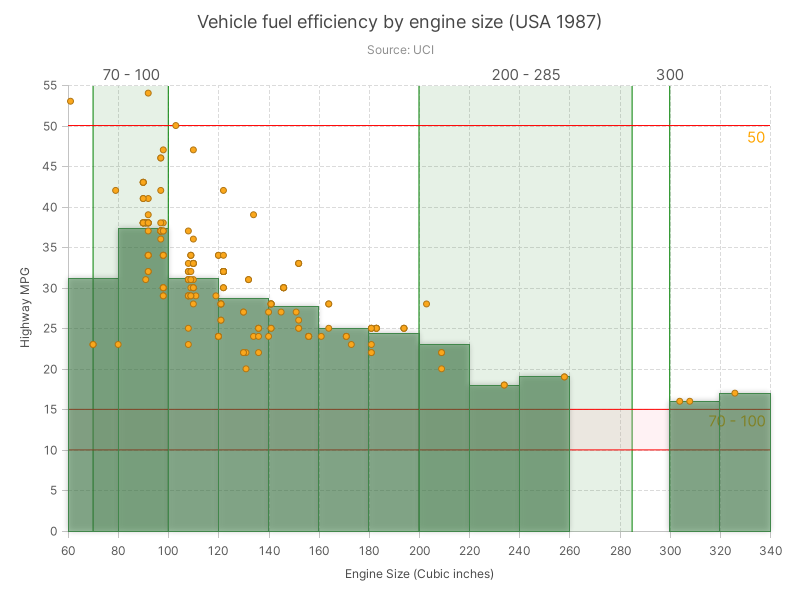 Vehicle fuel efficiency by engine size (USA 1987)
Source: UCI
70 - 100
200 - 285
300
55
50
50
45
40
35
30
25
20
15
70 - 100
10
5
0
Highway MPG
60 80 100 120 140 160 180 200 220 240 260 280 300 320 340
Engine Size (Cubic inches)